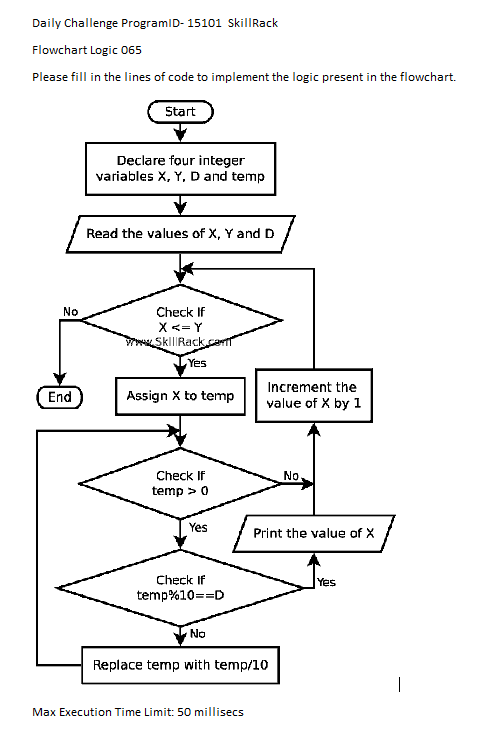 Daily Challenge ProgramID- 15101  SkillRack
Flowchart Logic 065
Please fill in the lines of code to implement the logic present in the flowchart.
Start
Declare four integer
variables X, Y, D and temp
Read the values of X, Y and D
No
Check If
X <= Y
www.SkillRack.com
Yes
End
Assign X to temp
Increment the
value of X by 1
Check If
temp > 0
No
Yes
Print the value of X
Check If
temp%10==D
Yes
No
Replace temp with temp/10
Max Execution Time Limit: 50 millisecs